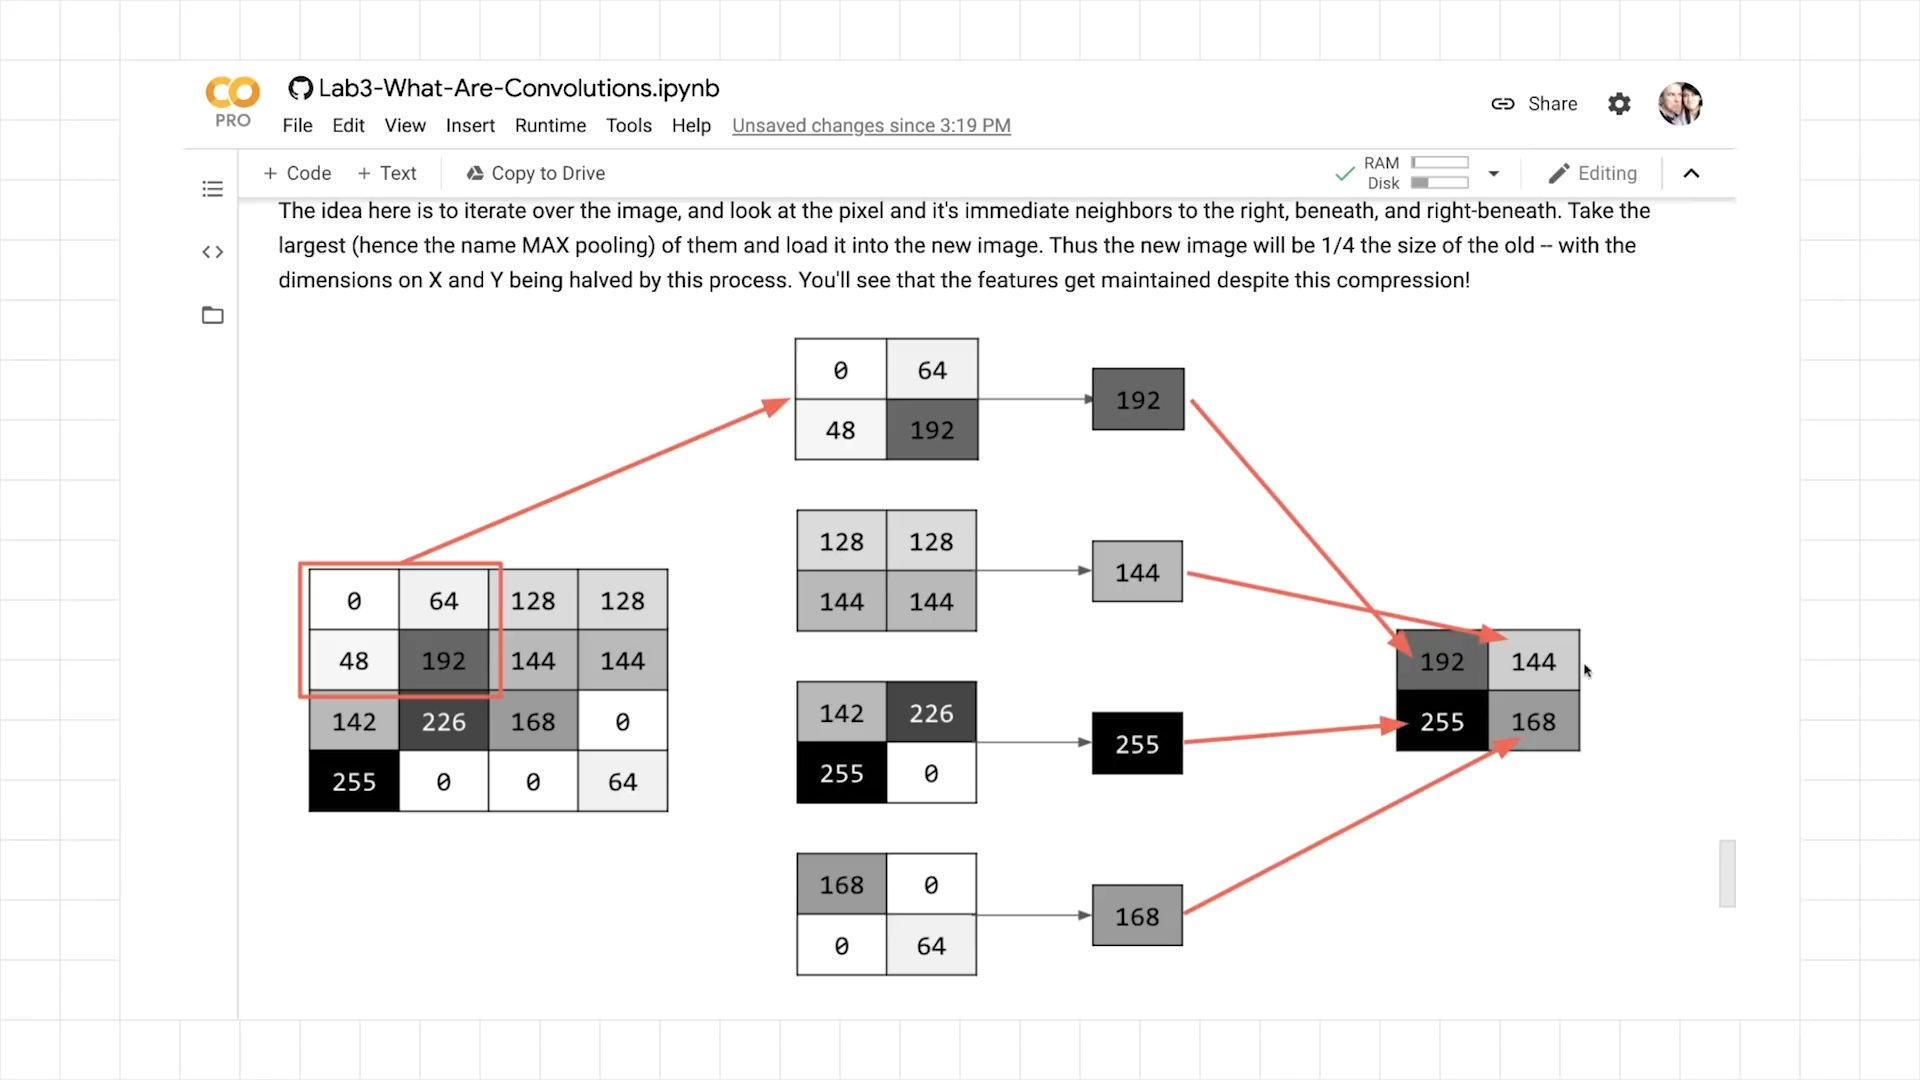 Lab3-What-Are-Convolutions.ipynb
PRO
File Edit View Insert Runtime Tools Help Unsaved changes since 3:19 PM
Share
+ Code + Text Copy to Drive
RAM
Disk
Editing
The idea here is to iterate over the image, and look at the pixel and it's immediate neighbors to the right, beneath, and right-beneath. Take the
largest (hence the name MAX pooling) of them and load it into the new image. Thus the new image will be 1/4 the size of the old -- with the
dimensions on X and Y being halved by this process. You'll see that the features get maintained despite this compression!
0 64 128 128
48 192 144 144
142 226 168 0
255 0 0 64
0 64
48 192
192
128 128
144 144
144
142 226
255 0
255
168 0
0 64
168
192 144
255 168